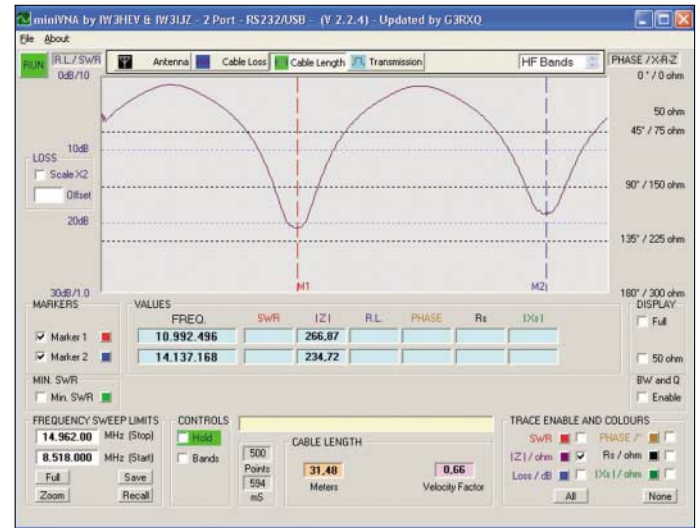 miniVNA by IW3HEV & IW3IJZ - 2 Port - RS232/USB - (V 2.2.4) - Updated by G3RXQ
File About
RUN R.L./SWR Antenna Cable Loss Cable Length Transmission HF Bands PHASE /X-R-Z
0dB/10 0°/0 ohm
50 ohm
45°/75 ohm
10dB
LOSS
Scale X2
Offset
90°/150 ohm
20dB
135°/225 ohm
M1 M2
30dB/1.0 180°/300 ohm
MARKERS VALUES DISPLAY
FREQ. SWR |Z| R.L. PHASE Rs |Xs| Full
Marker 1 10.992.496 266,87
Marker 2 14.137.168 234,72 50 ohm
MIN. SWR BW and Q
Min. SWR Enable
FREQUENCY SWEEP LIMITS CONTROLS TRACE ENABLE AND COLOURS
14.962.00 MHz (Stop) Hold CABLE LENGTH SWR PHASE /°
8.518.000 MHz (Start) Bands 500 |Z| / ohm Rs / ohm
Points 31,48 0,66 Loss / dB |Xs| / ohm
Full Save 594 Meters Velocity Factor
Zoom Recall mS All None